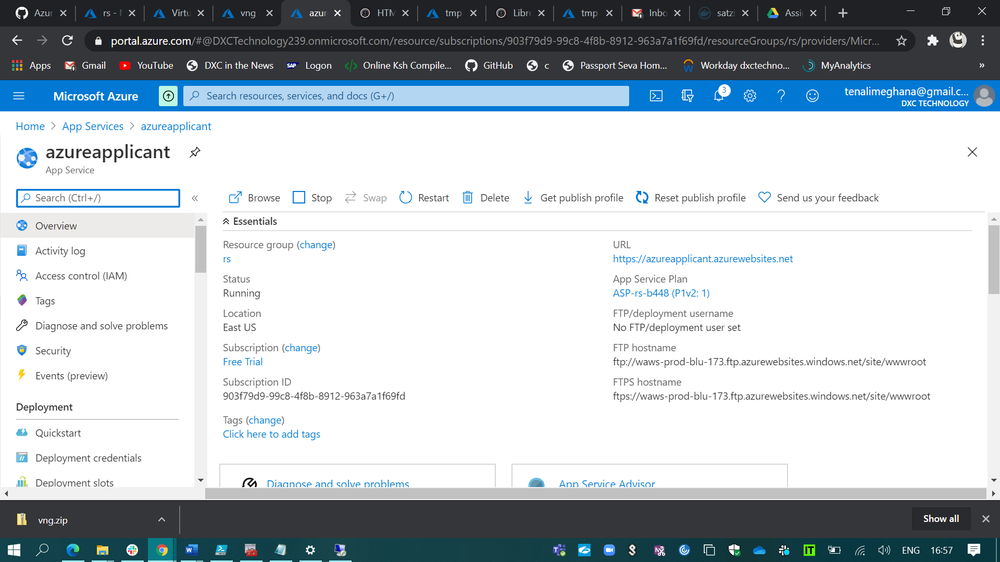 Azur
rs - M
Virtu
vng
azur
HTM
tmp
Libre
tmp
Inbo
satzi
Assi
portal.azure.com/#@DXCTechnology239.onmicrosoft.com/resource/subscriptions/903f79d9-99c8-4f8b-8912-963a7a1f69fd/resourceGroups/rs/providers/Micr...
Apps
Gmail
YouTube
DXC in the News
SAP
Logon
Online Ksh Compile...
GitHub
c
Passport Seva Hom...
Workday dxctechno...
MyAnalytics
»
Microsoft Azure
Search resources, services, and docs (G+/)
3
tenalimeghana@gmail.c...
DXC TECHNOLOGY
Home > App Services > azureapplicant
azureapplicant
App Service
Search (Ctrl+/)
«
Browse
Stop
Swap
Restart
Delete
Get publish profile
Reset publish profile
Send us your feedback
Overview
Activity log
Access control (IAM)
Tags
Diagnose and solve problems
Security
Events (preview)
Deployment
Quickstart
Deployment credentials
Deployment slots
Essentials
Resource group (change)
rs
Status
Running
Location
East US
Subscription (change)
Free Trial
Subscription ID
903f79d9-99c8-4f8b-8912-963a7a1f69fd
Tags (change)
Click here to add tags
URL
https://azureapplicant.azurewebsites.net
App Service Plan
ASP-rs-b448 (P1v2: 1)
FTP/deployment username
No FTP/deployment user set
FTP hostname
ftp://waws-prod-blu-173.ftp.azurewebsites.windows.net/site/wwwroot
FTPS hostname
ftps://waws-prod-blu-173.ftp.azurewebsites.windows.net/site/wwwroot
Diagnose and solve problems
App Service Advisor
vng.zip
Show all
ENG
16:57